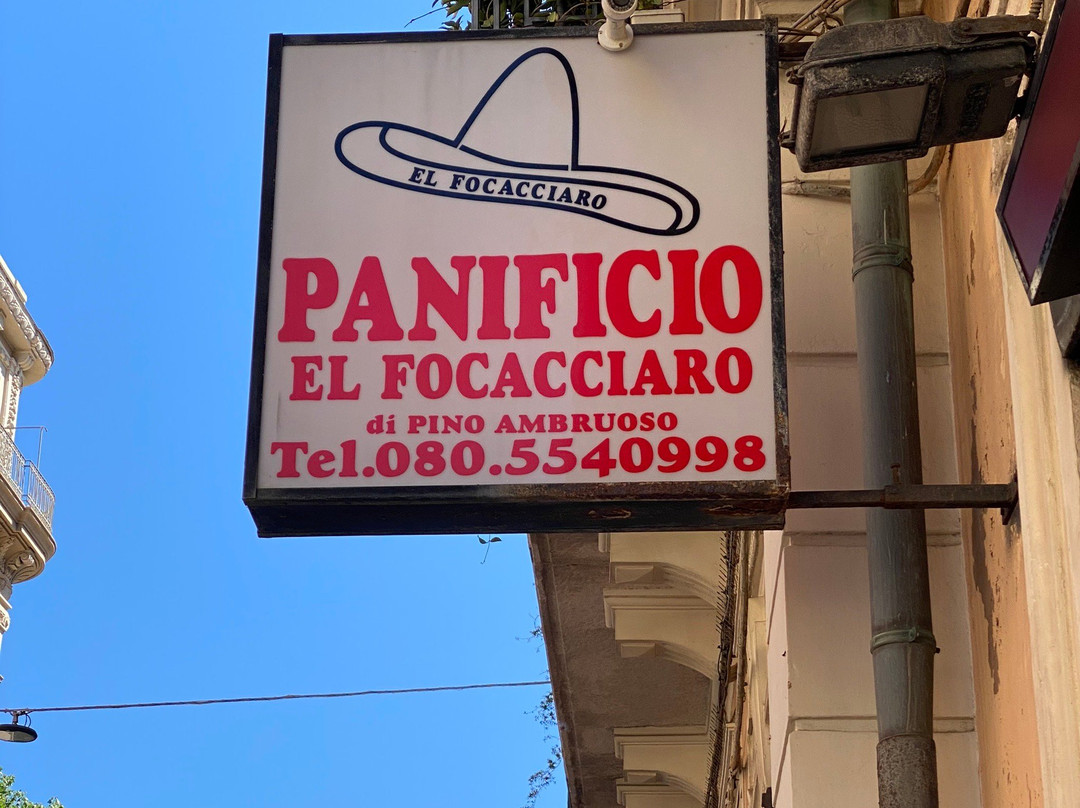 EL FOCACCIARO
PANIFICIO
EL FOCACCIARO
di PINO AMBRUOSO
Tel.080.5540998